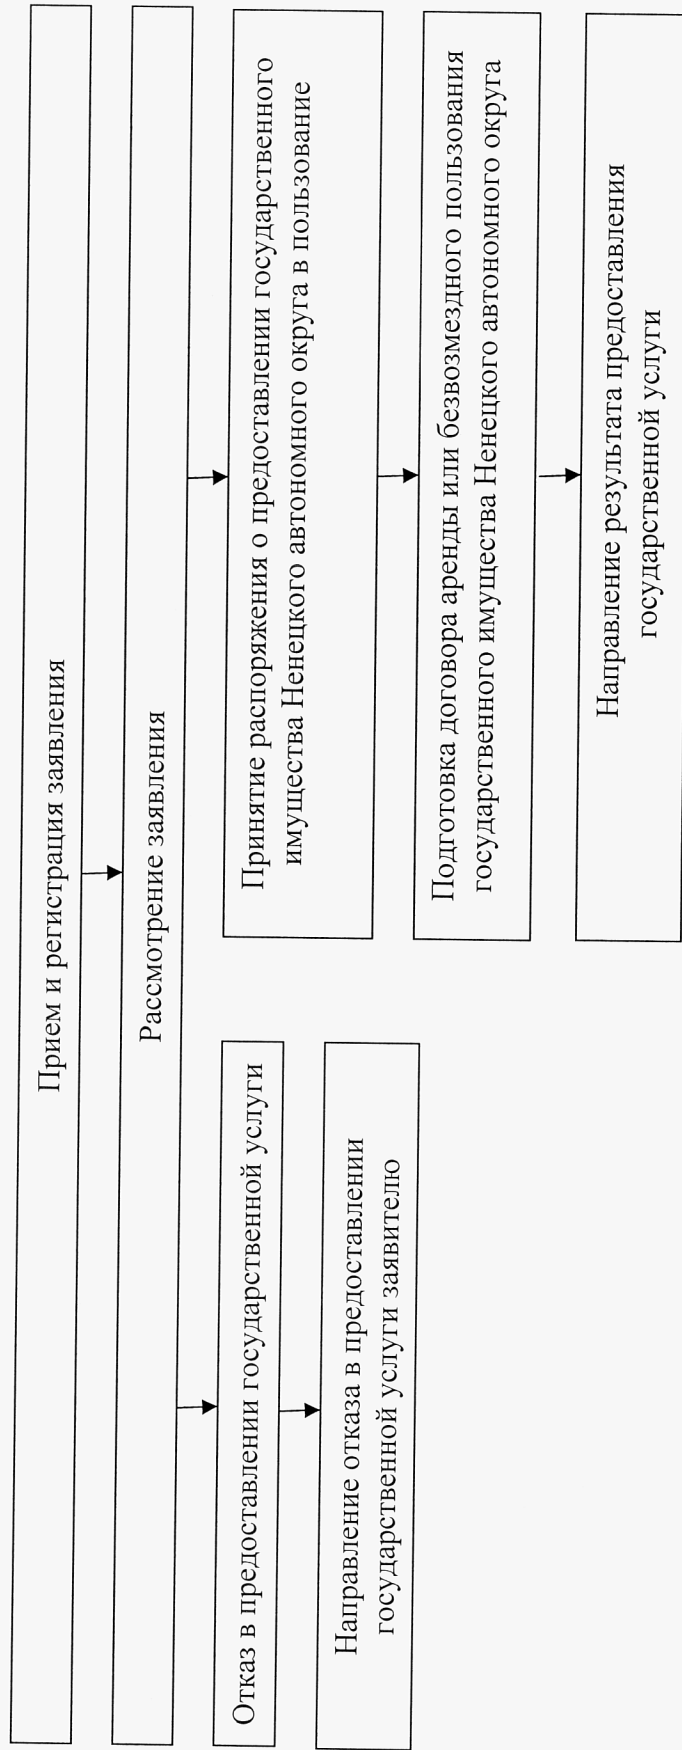 Прием и регистрация заявления
Рассмотрение заявления
Отказ в предоставлении государственной услуги
Направление отказа в предоставлении
государственной услуги заявителю
Принятие распоряжения о предоставлении государственного
имущества Ненецкого автономного округа в пользование
Подготовка договора аренды или безвозмездного пользования
государственного имущества Ненецкого автономного округа
Направление результата предоставления
государственной услуги